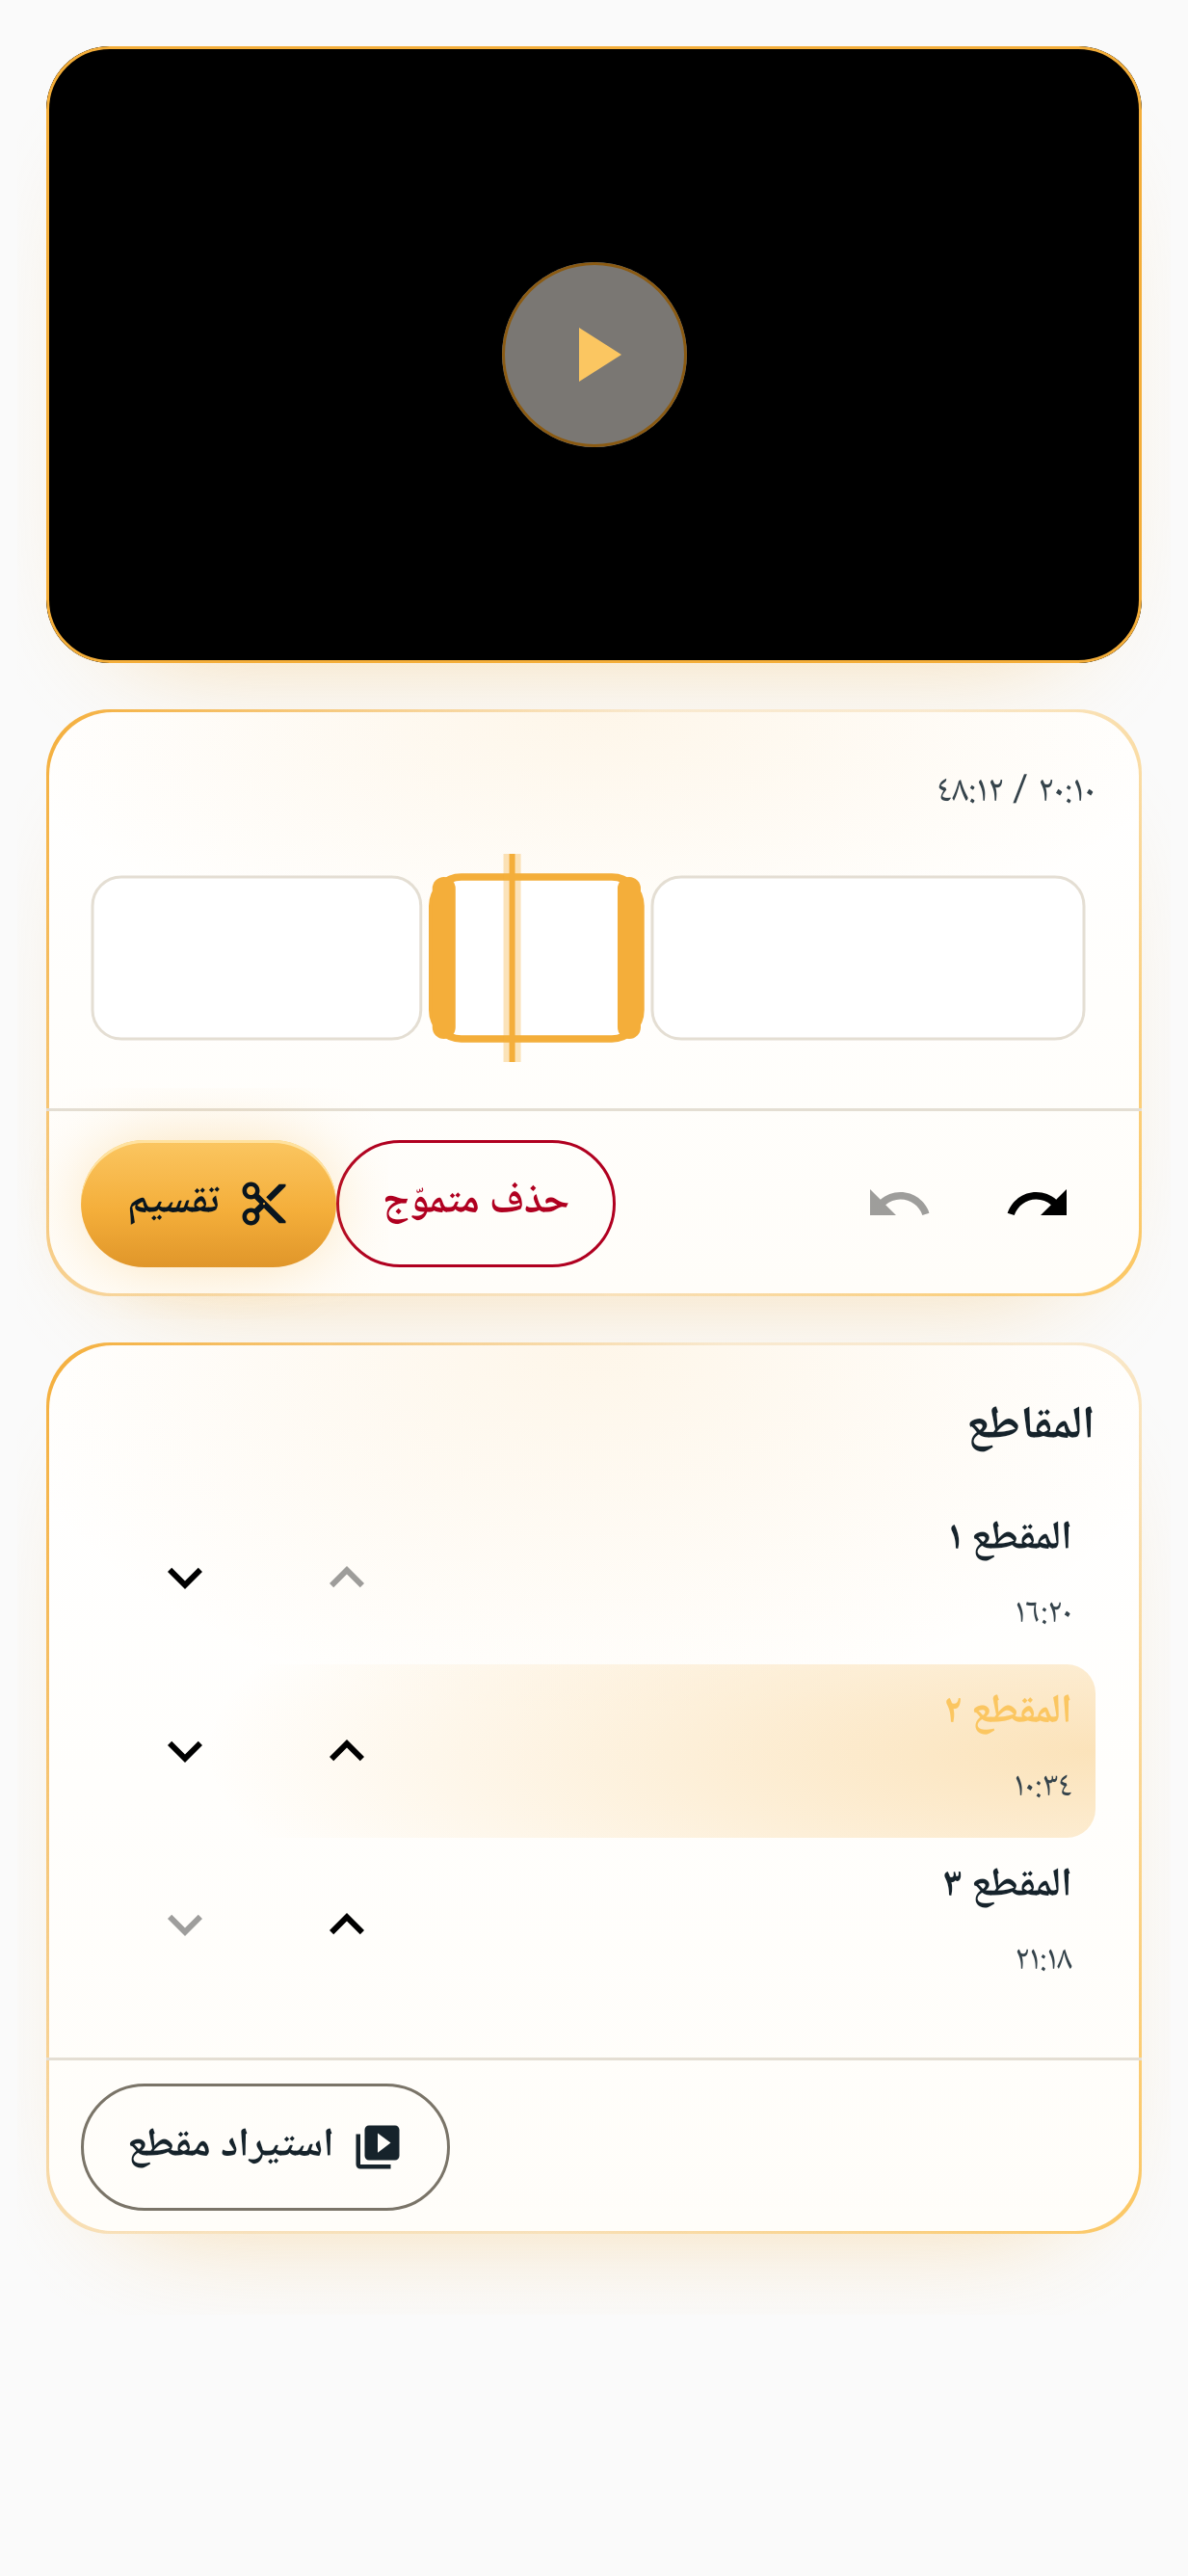 ٢٠:١٠ / ٤٨:١٢
حذف متموّج
تقسيم
المقاطع
المقطع ١
١٦:٢٠
المقطع ٢
١٠:٣٤
المقطع ٣
٢١:١٨
استيراد مقطع